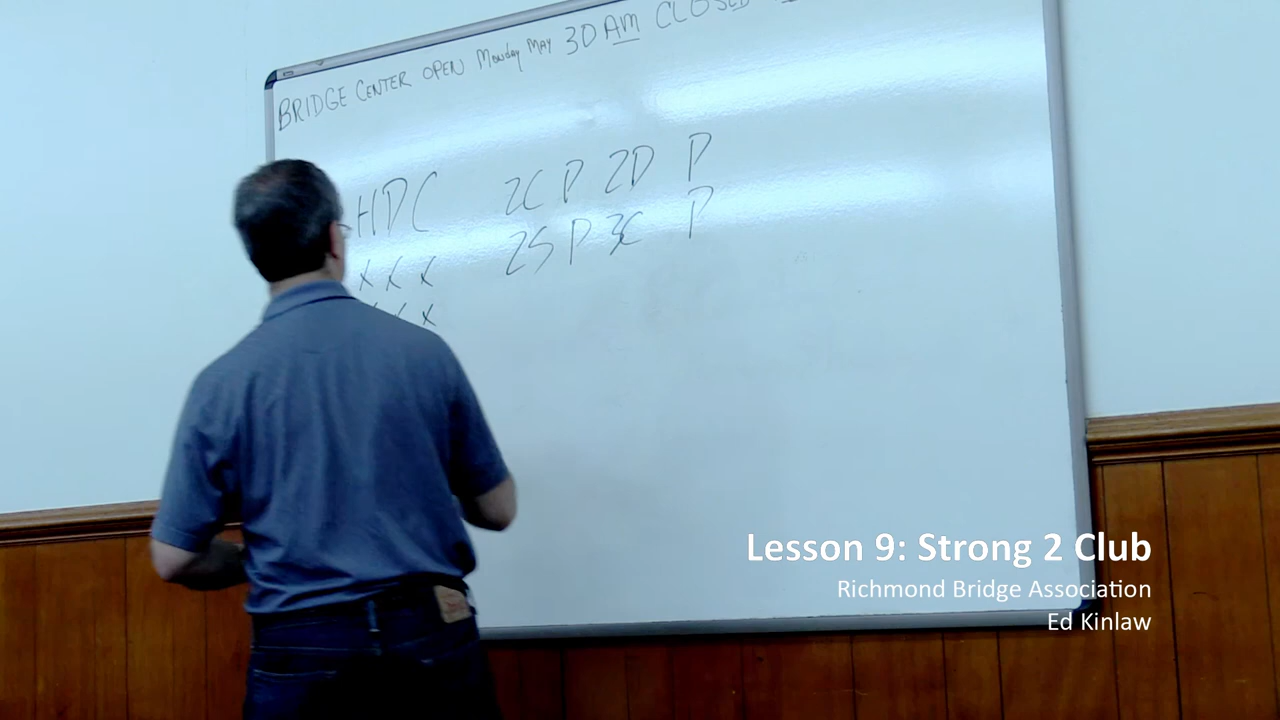 BRIDGE CENTER OPEN Monday MAY 30 AM CLOSED
HDC 2C P 2D P
2S P 3C P
x x x
x x
Lesson 9: Strong 2 Club
Richmond Bridge Association
Ed Kinlaw